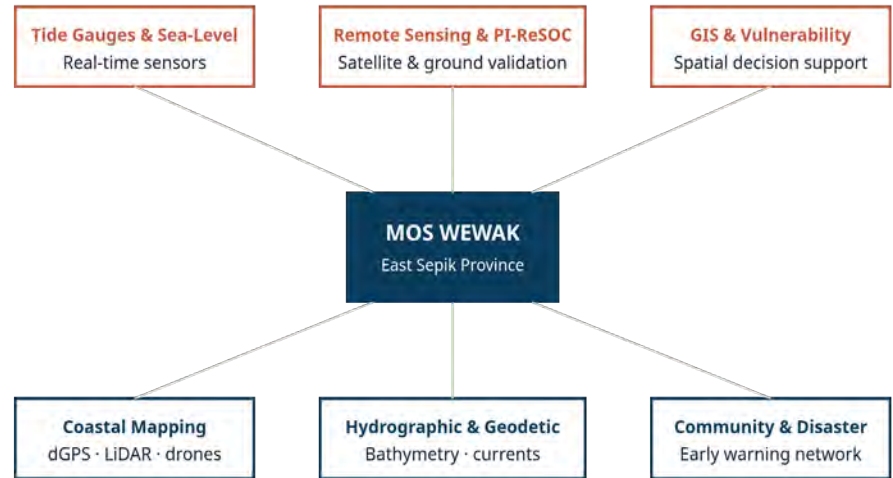 Tide Gauges & Sea-Level
Real-time sensors
Remote Sensing & PI-ReSOC
Satellite & ground validation
GIS & Vulnerability
Spatial decision support
MOS WEWAK
East Sepik Province
Coastal Mapping
dGPS · LiDAR · drones
Hydrographic & Geodetic
Bathymetry · currents
Community & Disaster
Early warning network